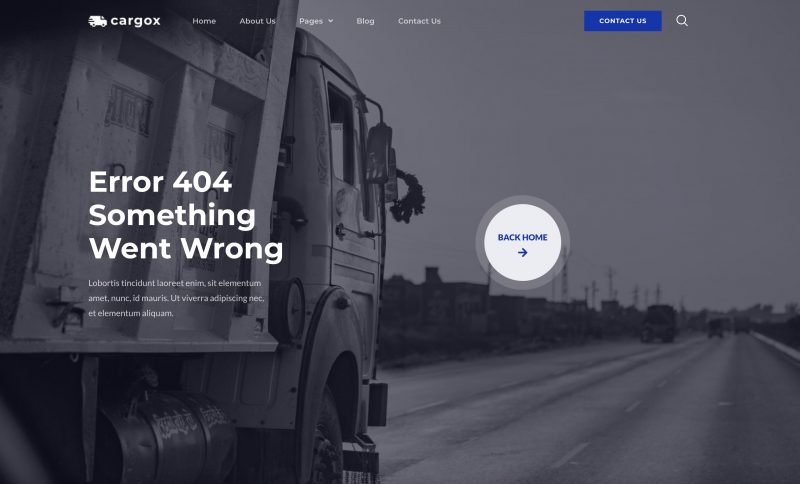 cargox
Home
About Us
Pages
Blog
Contact Us
CONTACT US
Error 404
Something
Went Wrong
Lobortis tincidunt laoreet enim, sit elementum
amet, nunc, id mauris. Ut viverra adipiscing nec,
et elementum aliquam.
BACK HOME